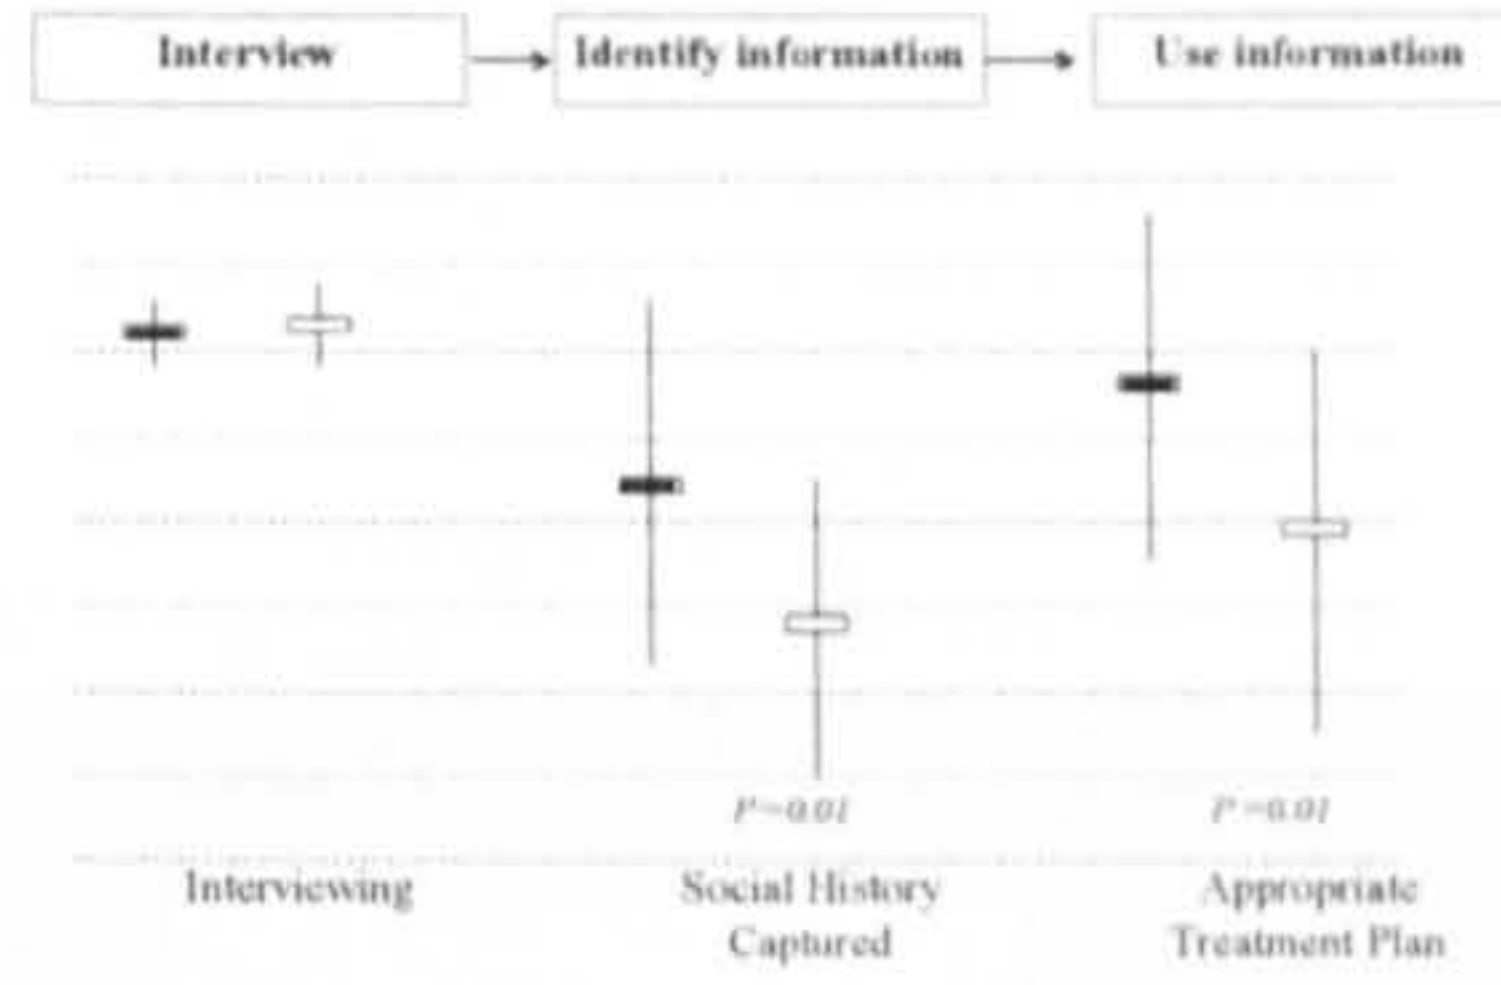 Interview
Identify information
Use information
P=0.01
P=0.01
Interviewing
Social History
Captured
Appropriate
Treatment Plan